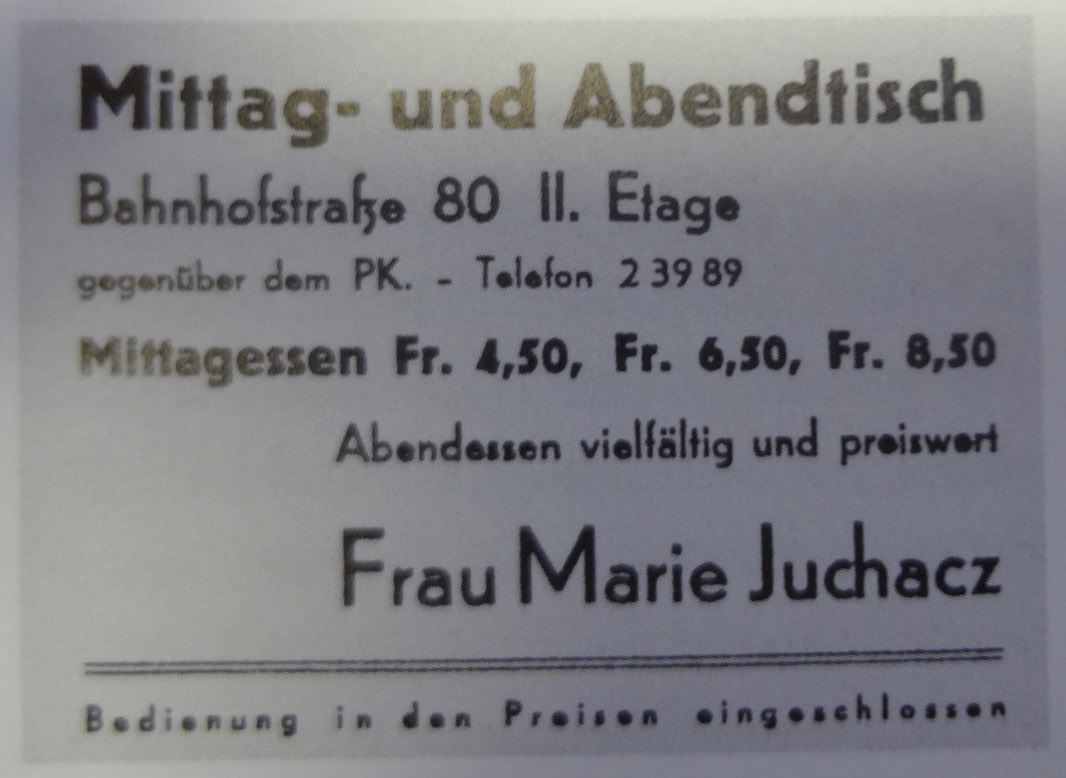 Mittag- und Abendtisch
Bahnhofstraße 80 II. Etage
gegenüber dem PK. - Telefon 2 39 89
Mittagessen Fr. 4,50, Fr. 6,50, Fr. 8,50
Abendessen vielfältig und preiswert
Frau Marie Juchacz
Bedienung in den Preisen eingeschlossen